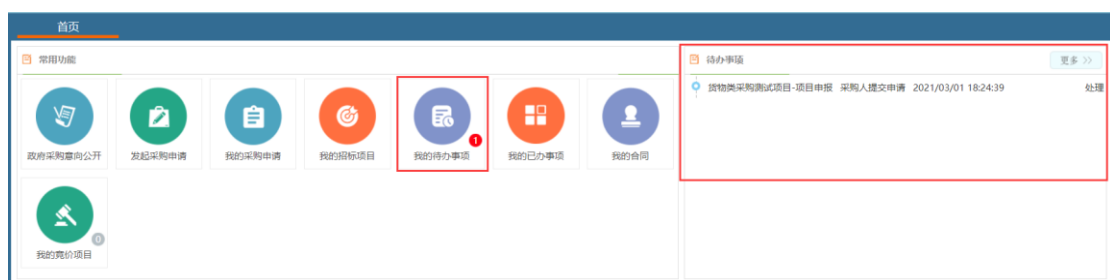 首页
常用功能
政府采购意向公开
发起采购申请
我的采购申请
我的招标项目
1
我的待办事项
我的已办事项
我的合同
0
我的竞价项目
待办事项
更多 >>
货物类采购测试项目-项目申报 采购人提交申请 2021/03/01 18:24:39 处理